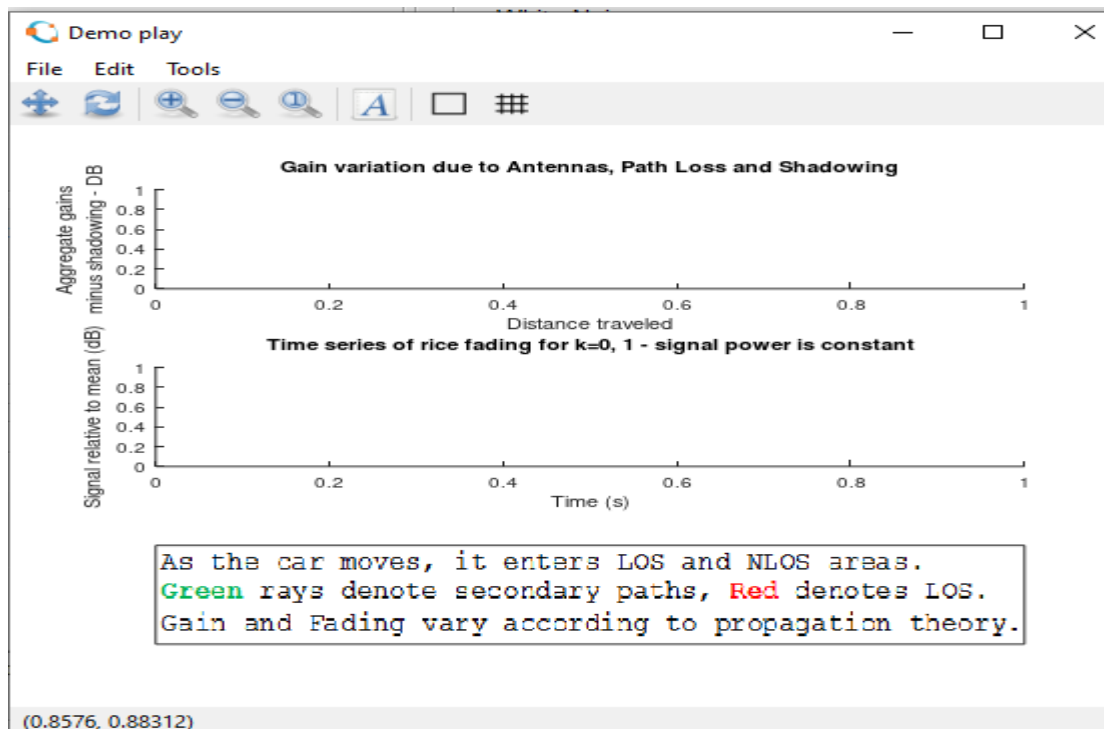 Demo play
File Edit Tools
A
Gain variation due to Antennas, Path Loss and Shadowing
Aggregate gains
minus shadowing - DB
1
0.8
0.6
0.4
0.2
0
0 0.2 0.4 0.6 0.8 1
Distance traveled
Time series of rice fading for k=0, 1 - signal power is constant
Signal relative to mean (dB)
1
0.8
0.6
0.4
0.2
0
0 0.2 0.4 0.6 0.8 1
Time (s)
As the car moves, it enters LOS and NLOS areas.
Green rays denote secondary paths, Red denotes LOS.
Gain and Fading vary according to propagation theory.
(0.8576, 0.88312)